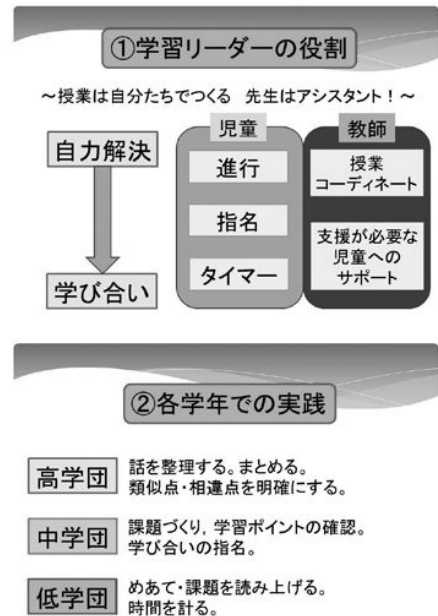 ①学習リーダーの役割
～授業は自分たちでつくる 先生はアシスタント！～
自力解決
学び合い
児童
進行
指名
タイマー
教師
授業
コーディネート
支援が必要な
児童への
サポート
②各学年での実践
高学団
話を整理する。まとめる。
類似点・相違点を明確にする。
中学団
課題づくり，学習ポイントの確認。
学び合いの指名。
低学団
めあて・課題を読み上げる。
時間を計る。